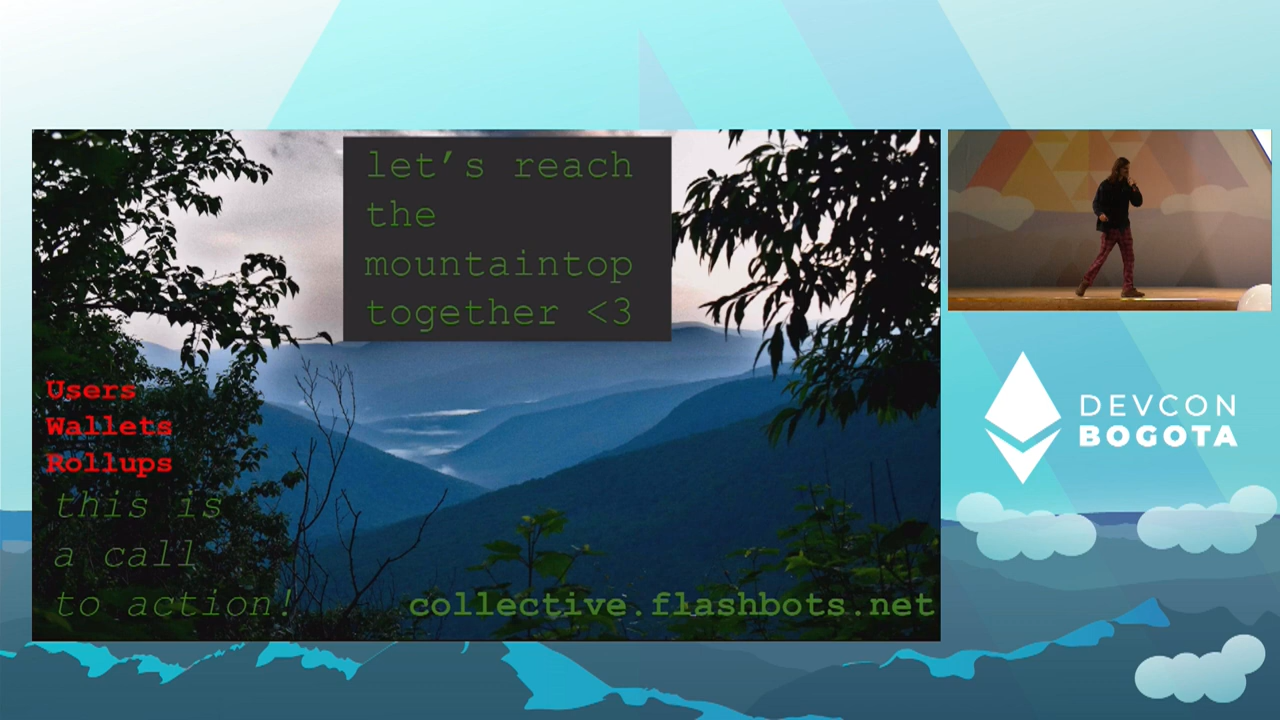 let's reach
the
mountaintop
together <3
Users
Wallets
Rollups
this is
a call
to action!
collective.flashbots.net
DEVCON
BOGOTA